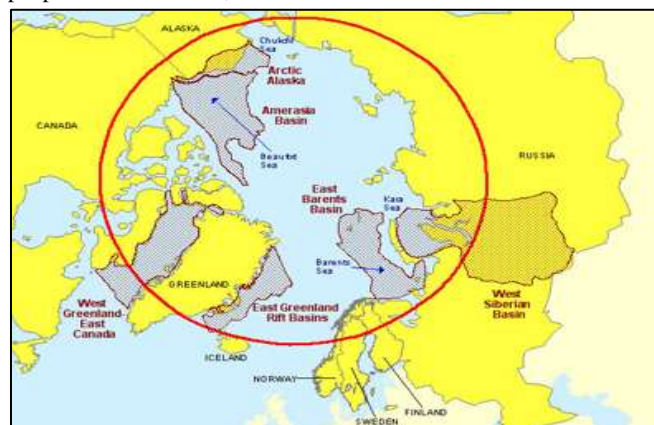 ALASKA
Chukchi
Sea
Arctic
Alaska
Amerasia
Basin
CANADA
Beaufort
Sea
RUSSIA
East
Barents
Basin
Kara
Sea
Barents
Sea
GREENLAND
West
Siberian
Basin
West
Greenland-
East
Canada
East Greenland
Rift Basins
ICELAND
NORWAY
FINLAND
SWEDEN